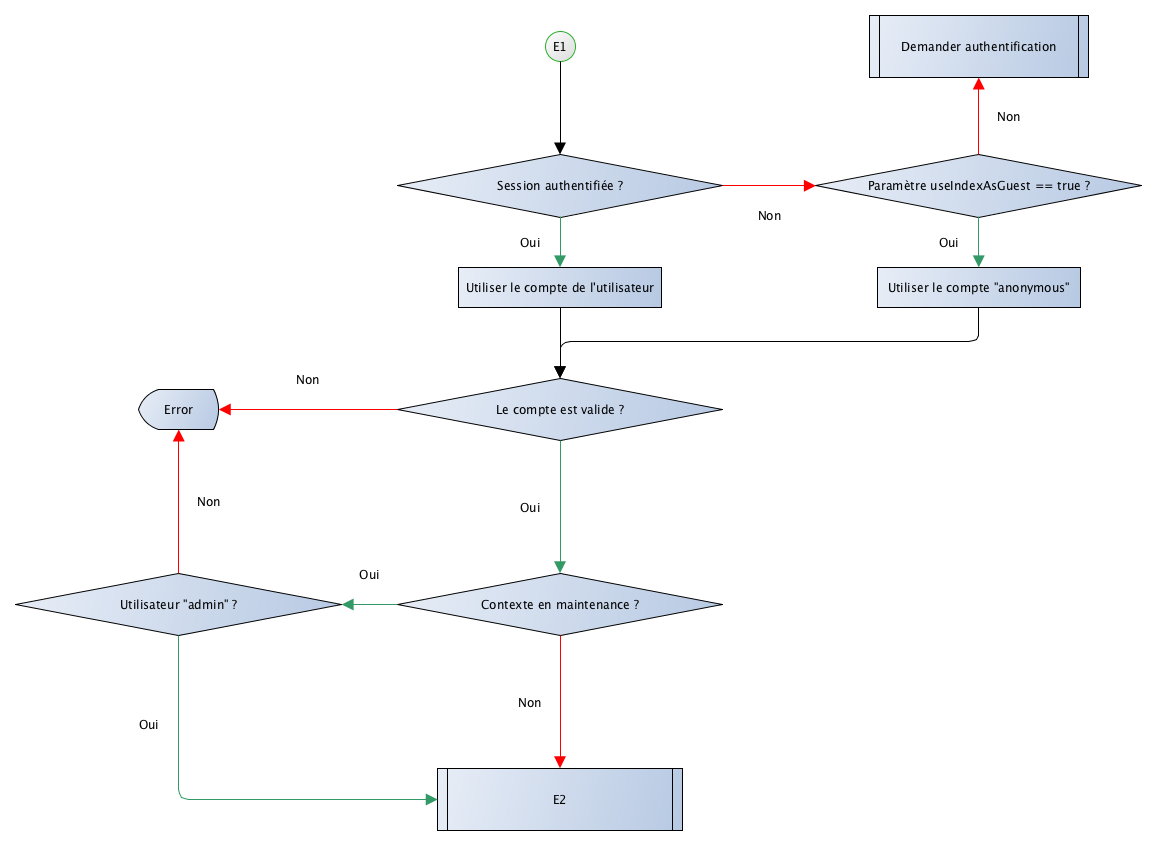 E1
Demander authentification
Non
Session authentifiée ?
Paramètre useIndexAsGuest == true ?
Non
Oui
Oui
Utiliser le compte de l'utilisateur
Utiliser le compte "anonymous"
Non
Error
Le compte est valide ?
Non
Oui
Oui
Utilisateur "admin" ?
Contexte en maintenance ?
Non
Oui
E2